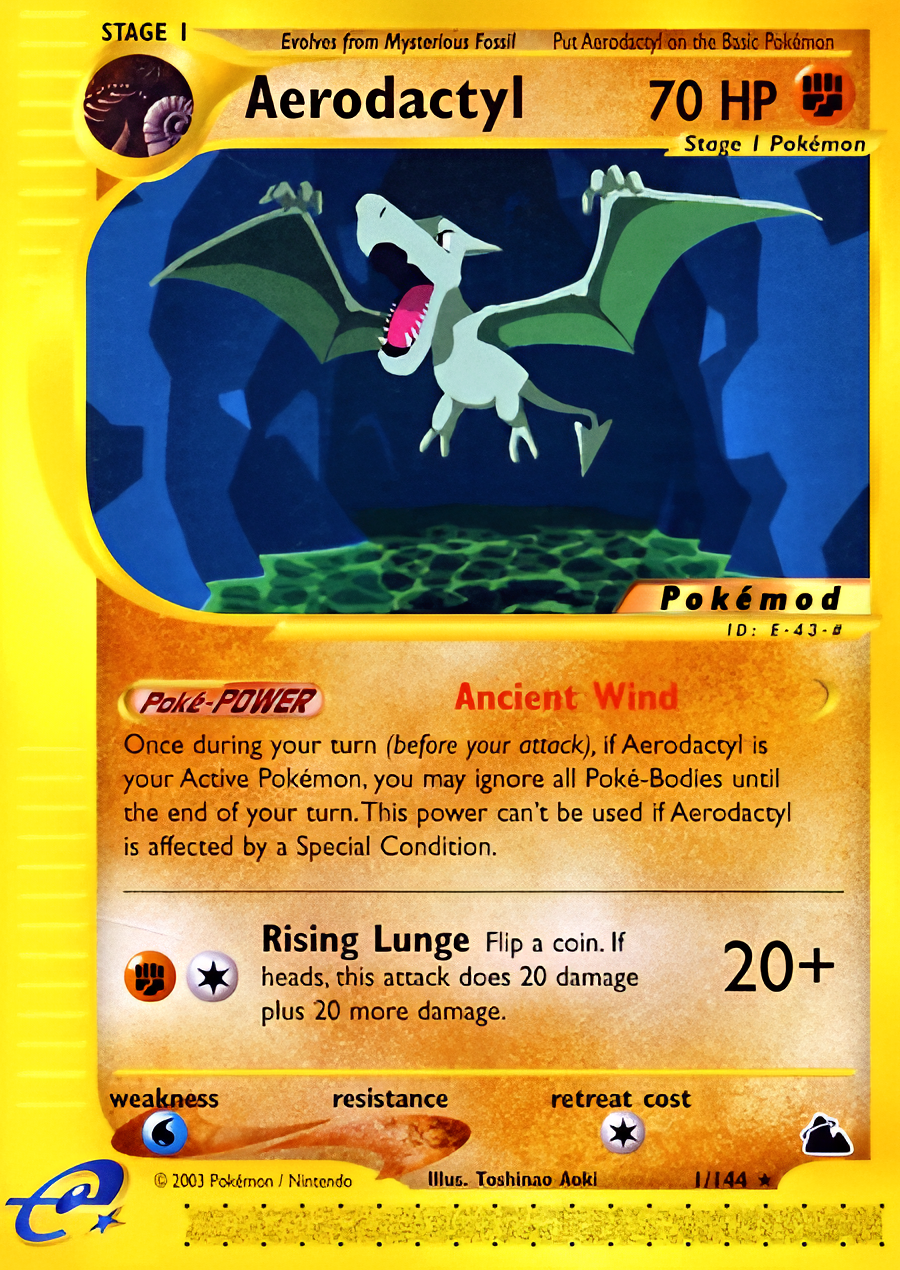 STAGE 1
Evolves from Mysterious Fossil Put Aerodactyl on the Basic Pokémon
Aerodactyl 70 HP
Stage 1 Pokémon
Pokémod
ID: E-43-#
Poké-POWER Ancient Wind
Once during your turn (before your attack), if Aerodactyl is
your Active Pokémon, you may ignore all Poké-Bodies until
the end of your turn. This power can't be used if Aerodactyl
is affected by a Special Condition.
Rising Lunge Flip a coin. If
heads, this attack does 20 damage
plus 20 more damage.
20+
weakness resistance retreat cost
© 2003 Pokémon / Nintendo Illus. Toshinao Aoki 1/144 ★
e